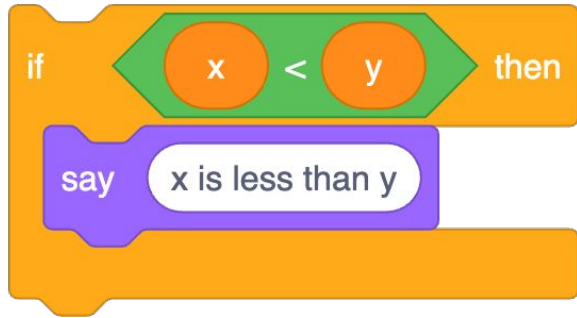 if x < y then
say x is less than y